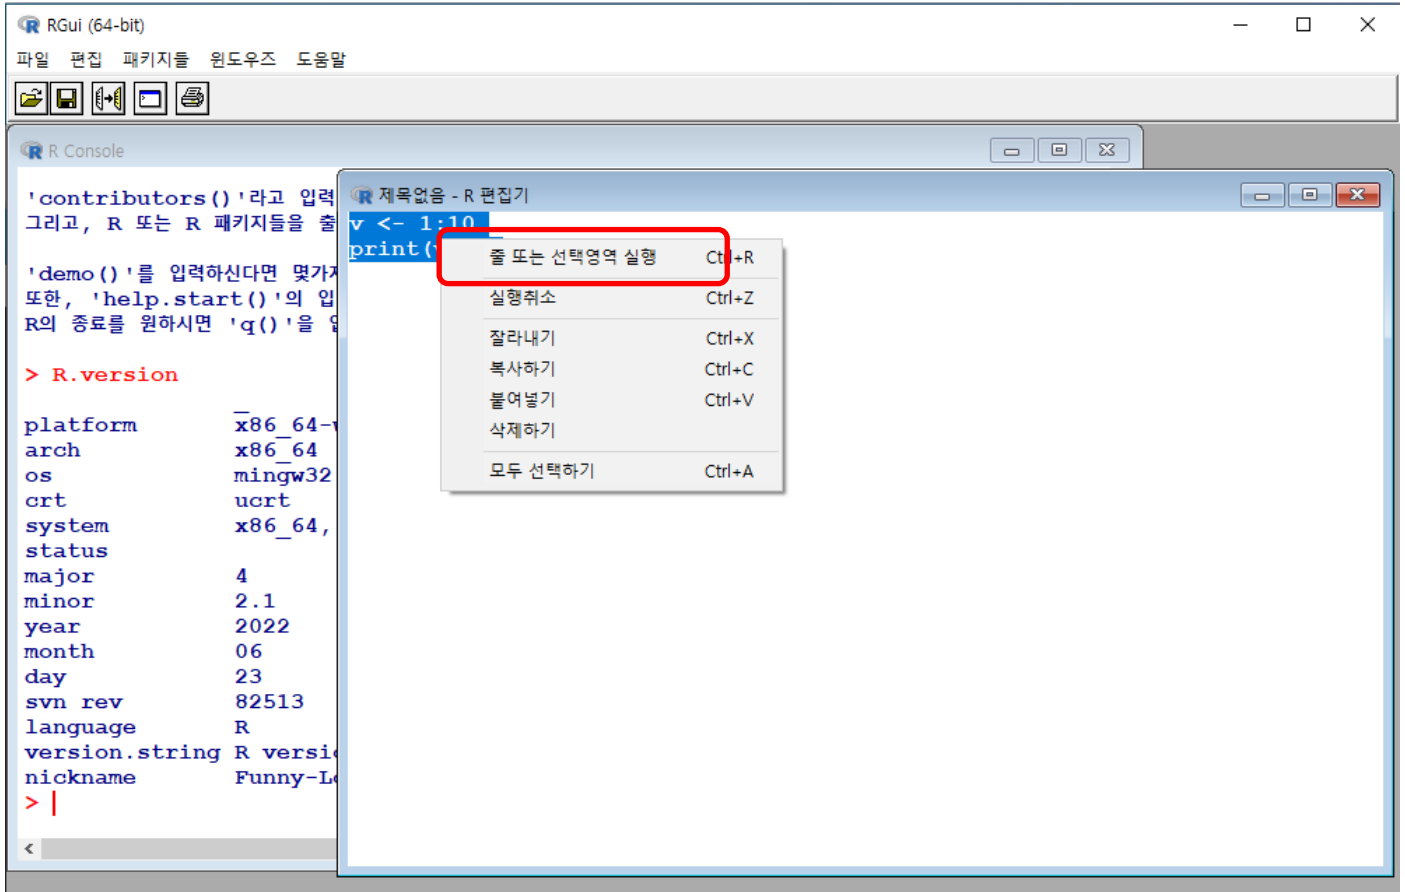 RGui (64-bit)
파일 편집 패키지들 윈도우즈 도움말
R Console
'contributors()'라고 입력
그리고, R 또는 R 패키지들을 출
'demo()'를 입력하신다면 몇가지
또한, 'help.start()'의 입
R의 종료를 원하시면 'q()'을 입
> R.version
_
platform x86_64-w
arch x86_64
os mingw32
crt ucrt
system x86_64,
status
major 4
minor 2.1
year 2022
month 06
day 23
svn rev 82513
language R
version.string R versio
nickname Funny-Lo
>
제목없음 - R 편집기
v <- 1:10
print(v
줄 또는 선택영역 실행 Ctrl+R
실행취소 Ctrl+Z
잘라내기 Ctrl+X
복사하기 Ctrl+C
붙여넣기 Ctrl+V
삭제하기
모두 선택하기 Ctrl+A